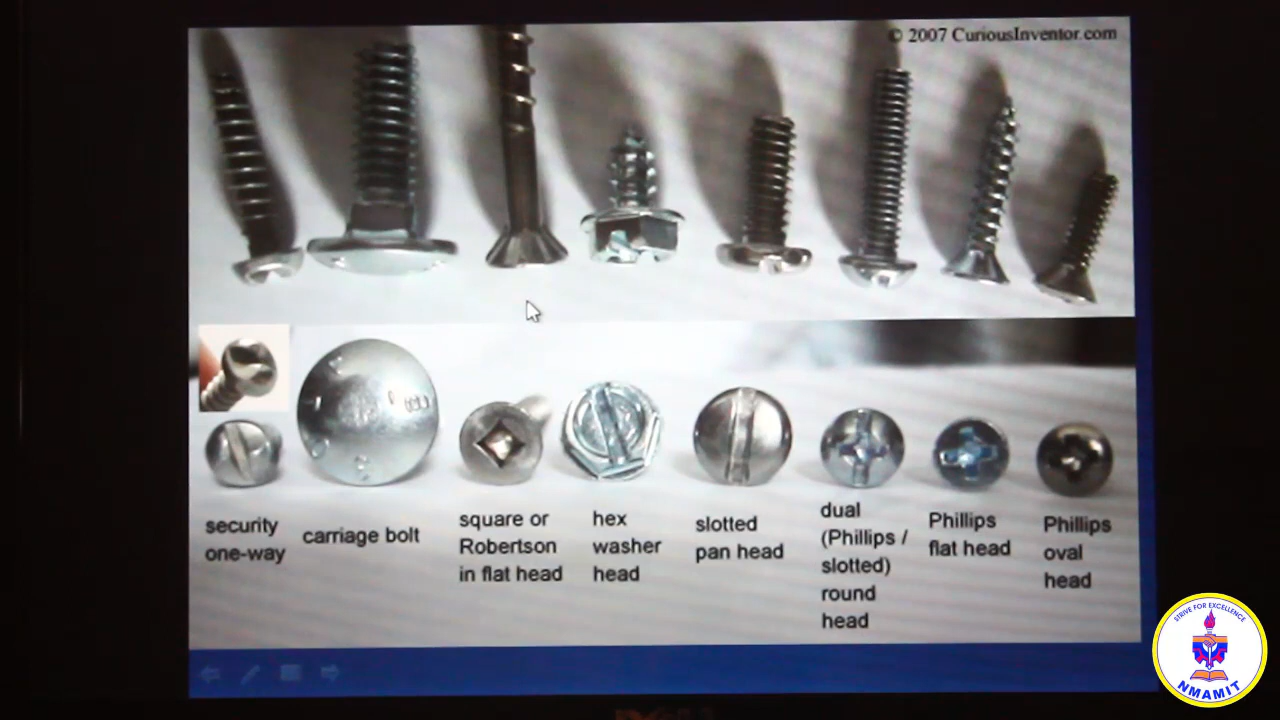 © 2007 CuriousInventor.com
security
one-way
carriage bolt
square or
Robertson
in flat head
hex
washer
head
slotted
pan head
dual
(Phillips /
slotted)
round
head
Phillips
flat head
Phillips
oval
head
STRIVE FOR EXCELLENCE
NMAMIT